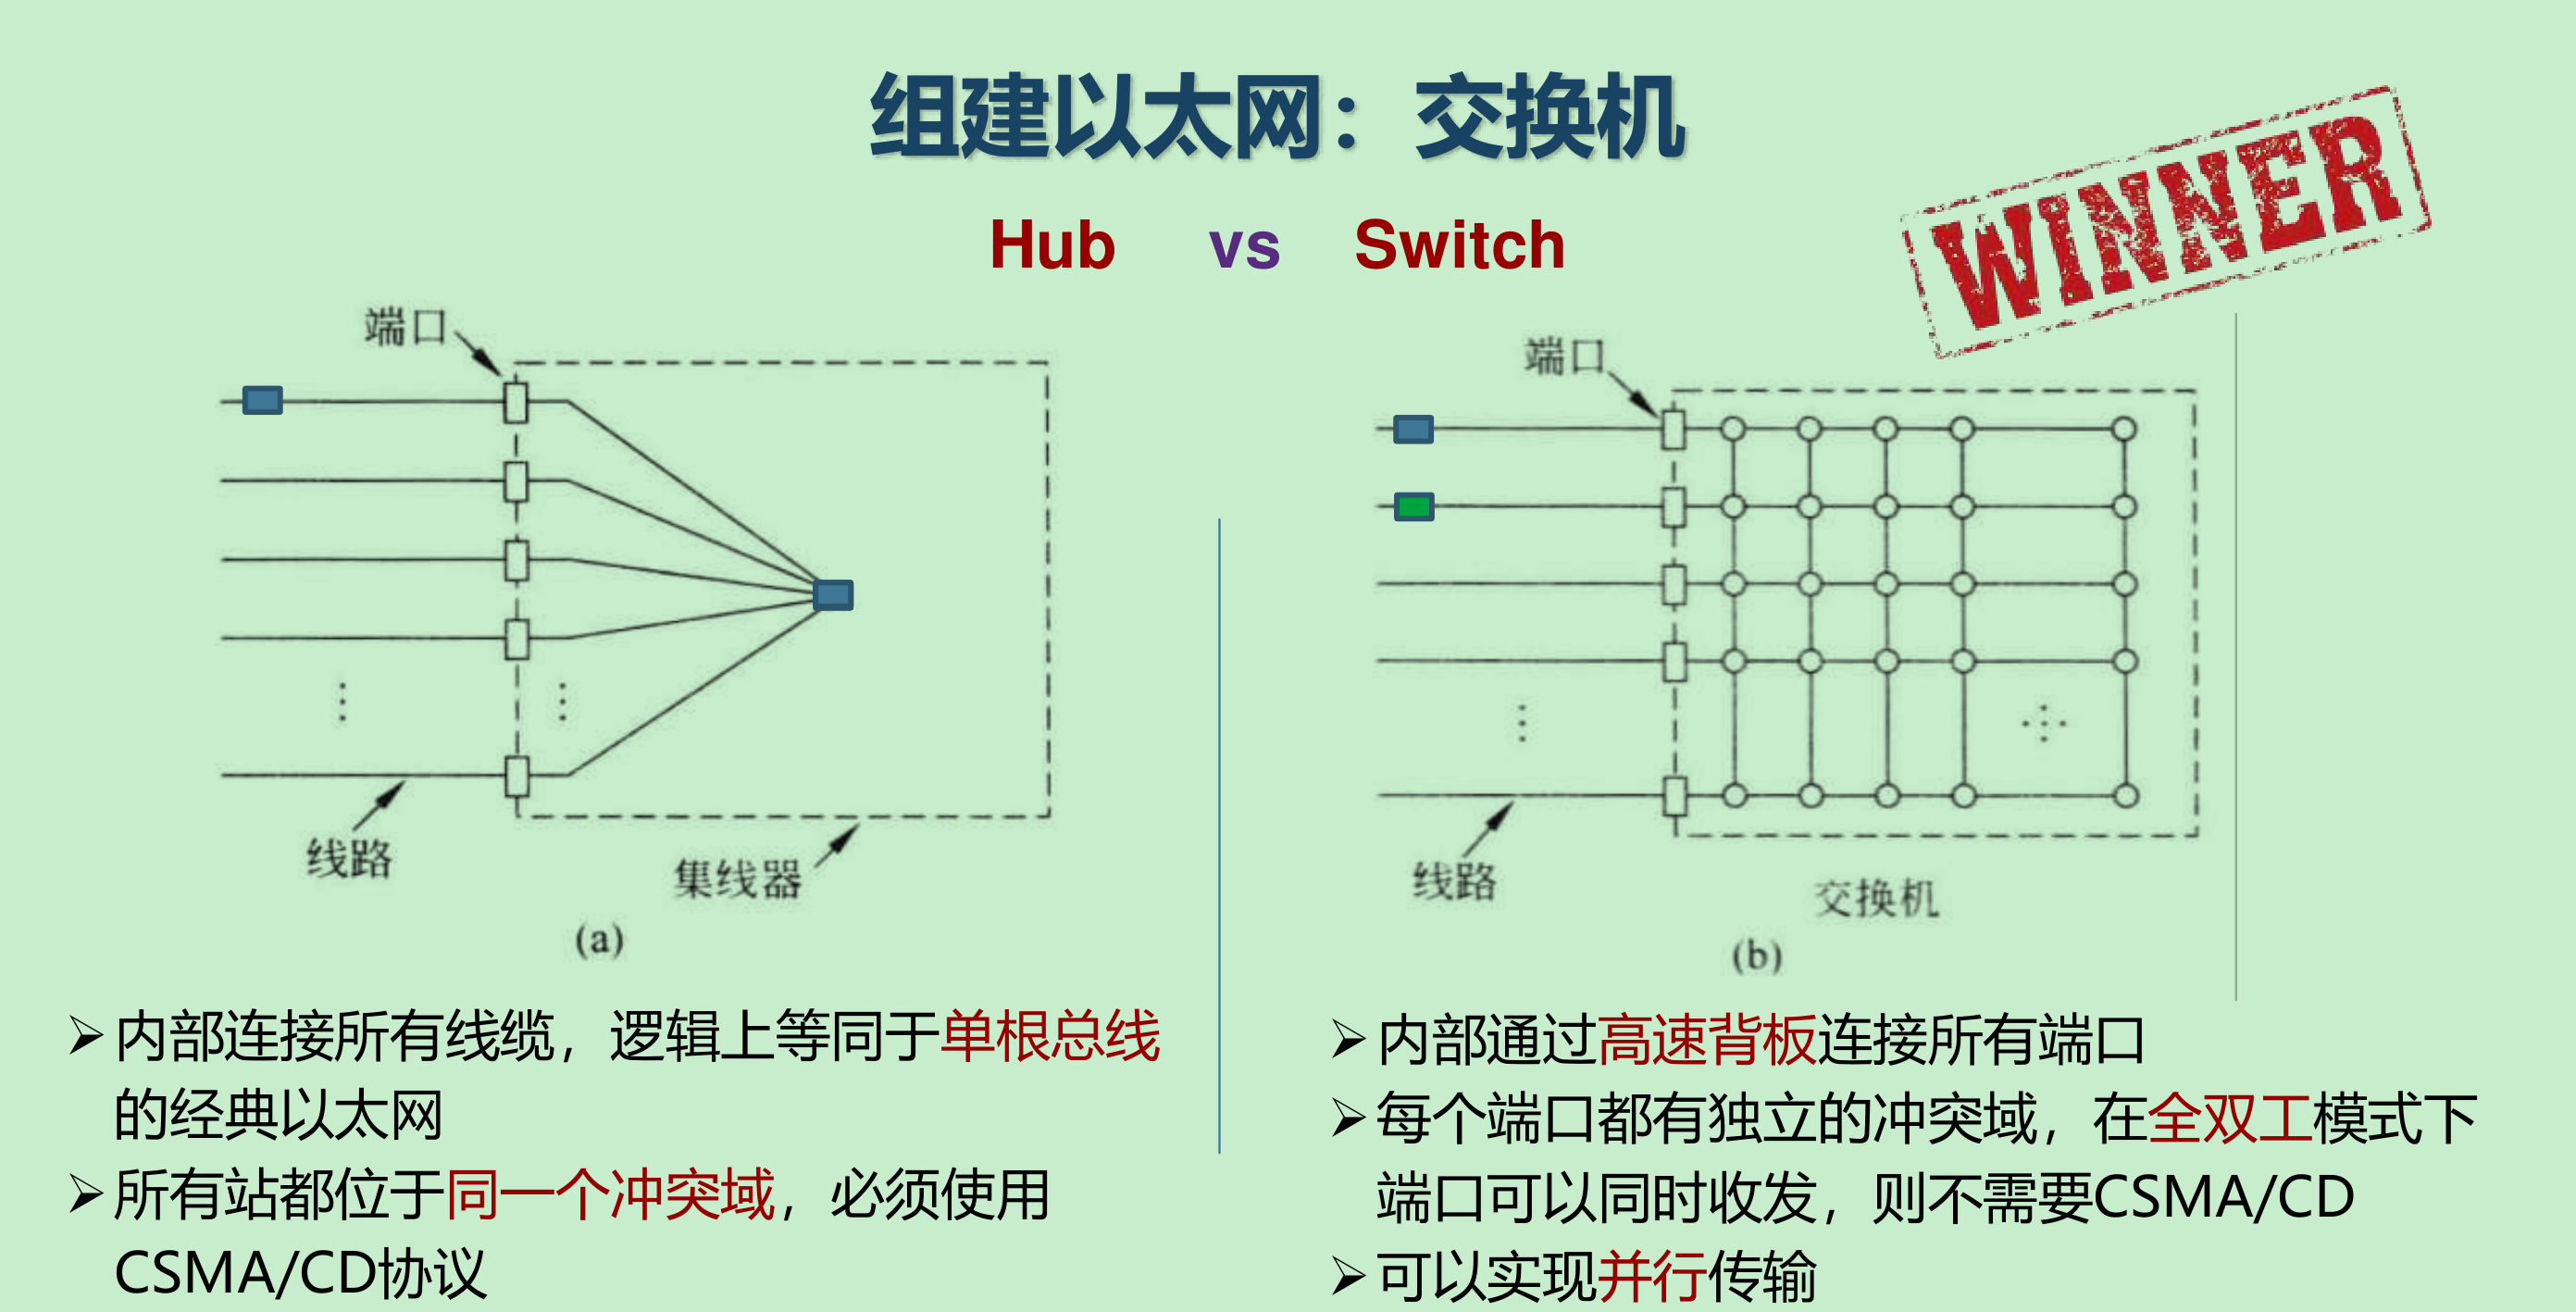 组建以太网：交换机
Hub vs Switch
WINNER
端口
线路
集线器
(a)
端口
线路
交换机
(b)
➢内部连接所有线缆，逻辑上等同于单根总线
的经典以太网
➢所有站都位于同一个冲突域，必须使用
CSMA/CD协议
➢内部通过高速背板连接所有端口
➢每个端口都有独立的冲突域，在全双工模式下
端口可以同时收发，则不需要CSMA/CD
➢可以实现并行传输